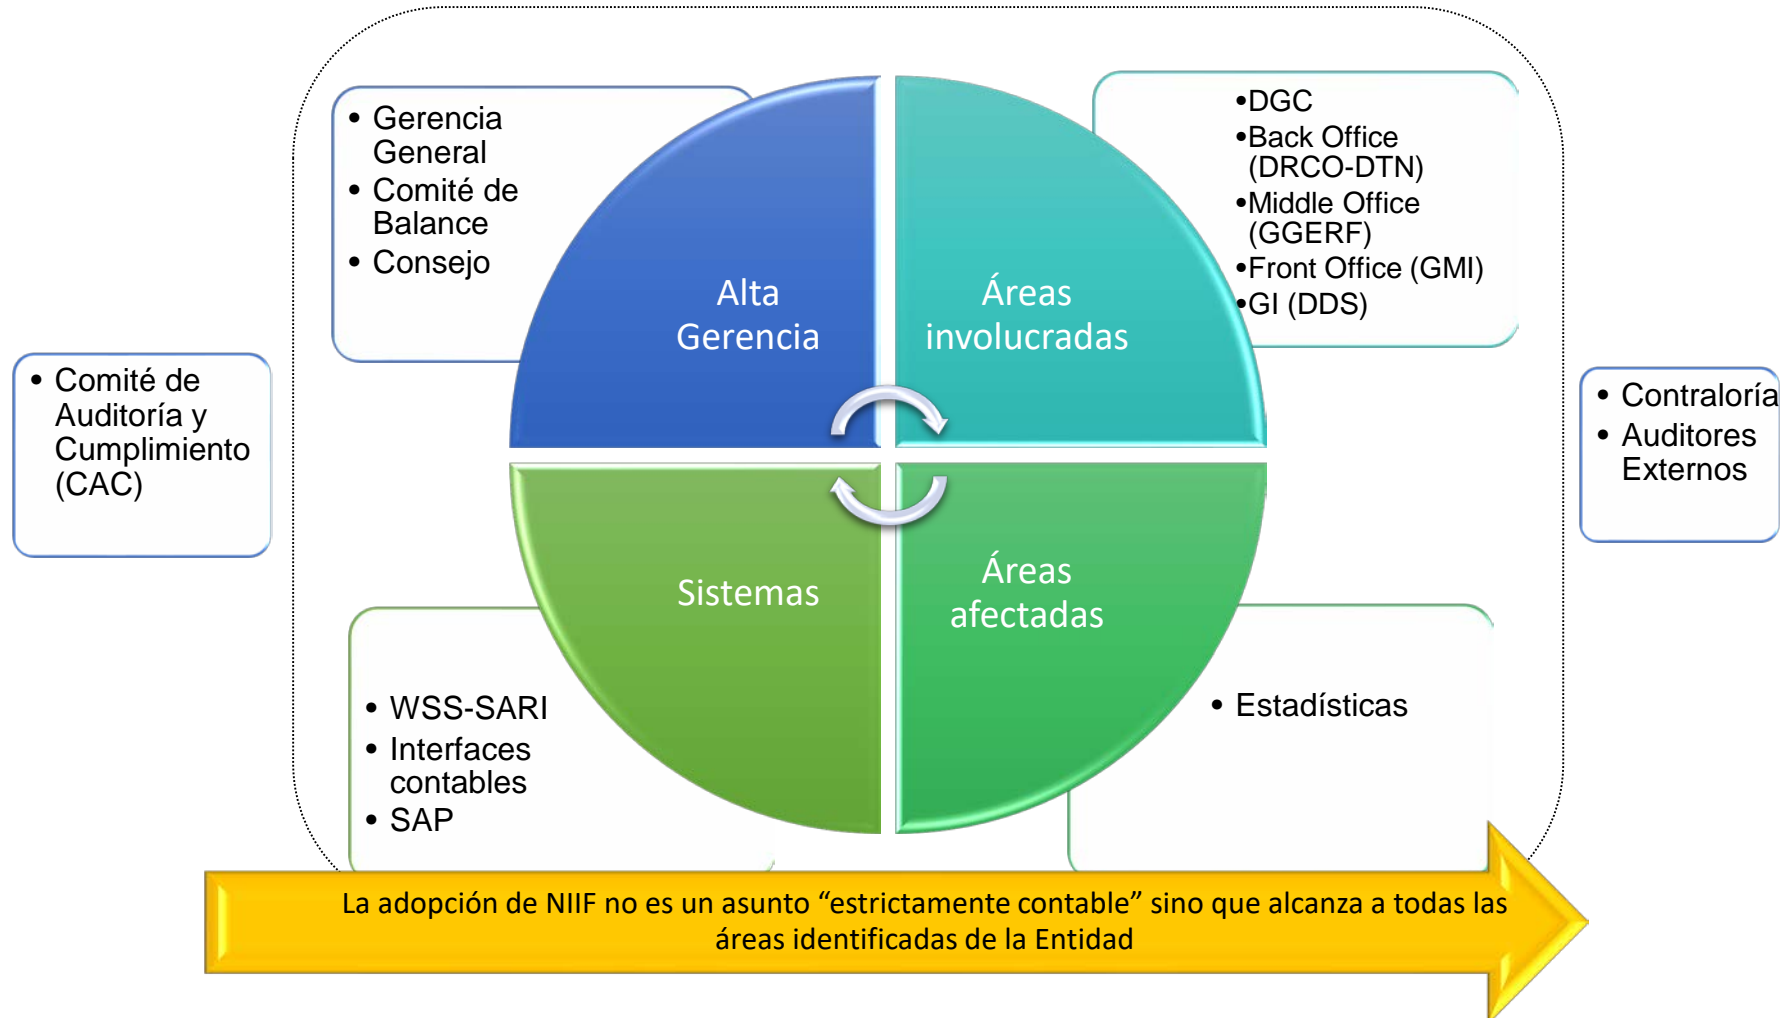 • Gerencia
General
• Comité de
Balance
• Consejo
•DGC
•Back Office
(DRCO-DTN)
•Middle Office
(GGERF)
•Front Office (GMI)
•GI (DDS)
Alta
Gerencia
Áreas
involucradas
• Comité de
Auditoría y
Cumplimiento
(CAC)
• Contraloría
• Auditores
Externos
Sistemas
Áreas
afectadas
• WSS-SARI
• Interfaces
contables
• SAP
• Estadísticas
La adopción de NIIF no es un asunto “estrictamente contable” sino que alcanza a todas las
áreas identificadas de la Entidad